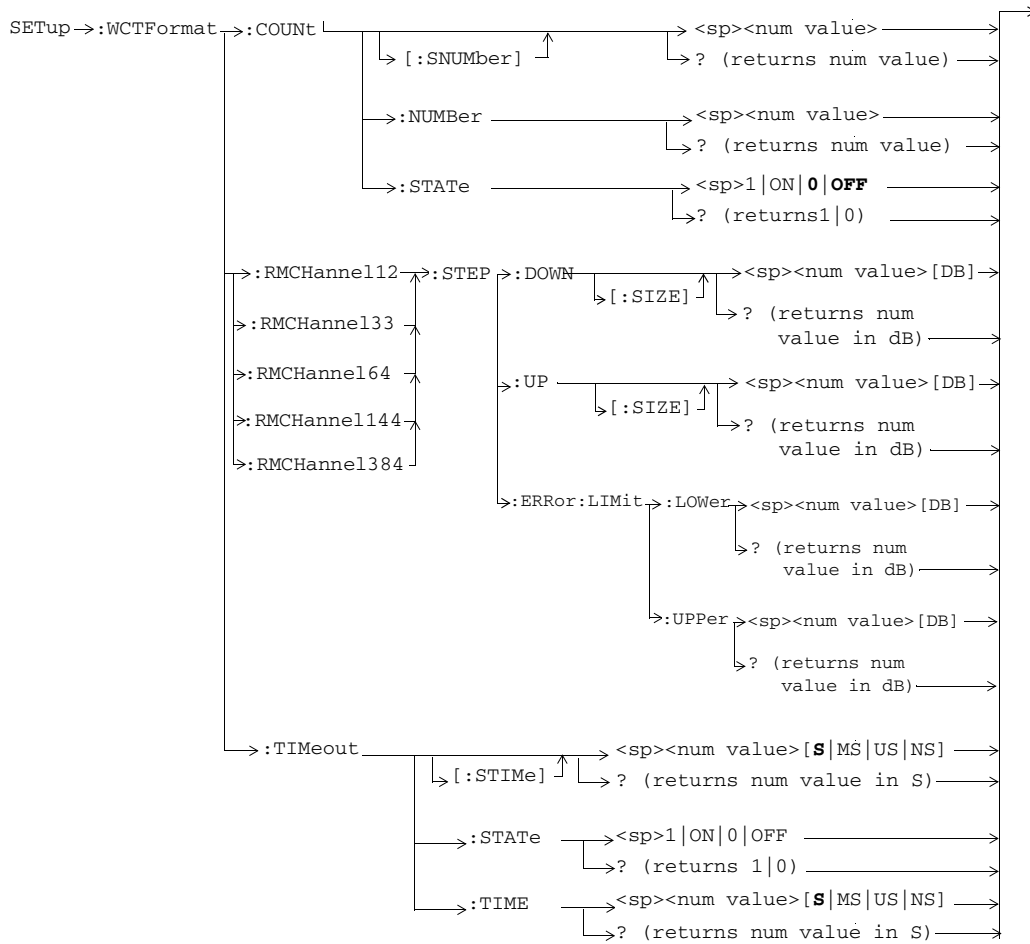 SETup :WCTFormat :COUNt <sp><num value>
[:SNUMber] ? (returns num value)
:NUMBer <sp><num value>
? (returns num value)
:STATe <sp>1|ON|0|OFF
? (returns1|0)
:RMCHannel12 :STEP :DOWN <sp><num value>[DB]
[:SIZE]
? (returns num
value in dB)
:RMCHannel33
:RMCHannel64
:UP <sp><num value>[DB]
[:SIZE]
? (returns num
value in dB)
:RMCHannel144
:RMCHannel384
:ERRor:LIMit :LOWer <sp><num value>[DB]
? (returns num
value in dB)
:UPPer <sp><num value>[DB]
? (returns num
value in dB)
:TIMeout <sp><num value>[S|MS|US|NS]
[:STIMe] ? (returns num value in S)
:STATe <sp>1|ON|0|OFF
? (returns 1|0)
:TIME <sp><num value>[S|MS|US|NS]
? (returns num value in S)